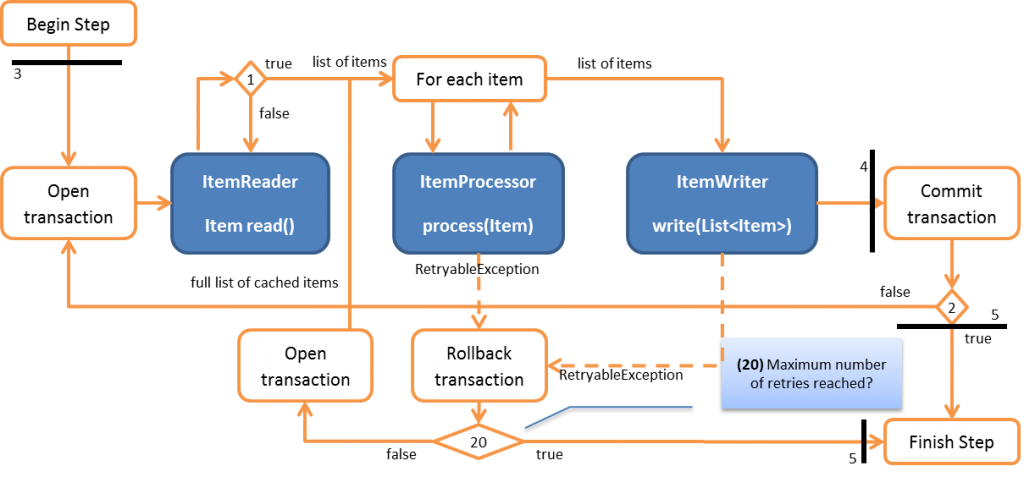 Begin Step
3
1
true
list of items
false
For each item
list of items
Open
transaction
ItemReader
Item read()
ItemProcessor
process(Item)
ItemWriter
write(List<Item>)
4
Commit
transaction
RetryableException
full list of cached items
false
2
5
true
Open
transaction
Rollback
transaction
RetryableException
(20) Maximum number
of retries reached?
20
false
true
5
Finish Step